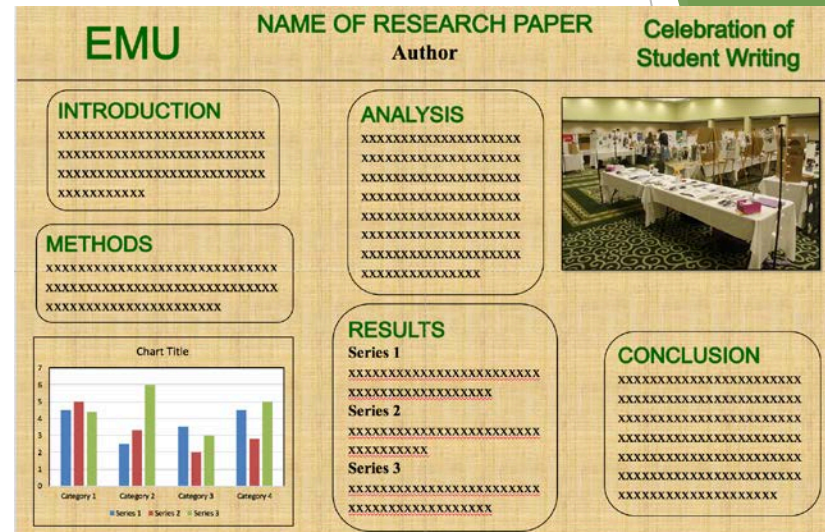 EMU
NAME OF RESEARCH PAPER
Author
Celebration of
Student Writing
INTRODUCTION
xxxxxxxxxxxxxxxxxxxxxxxxxx
xxxxxxxxxxxxxxxxxxxxxxxxxx
xxxxxxxxxxxxxxxxxxxxxxxxxx
xxxxxxxxxxx
METHODS
xxxxxxxxxxxxxxxxxxxxxxxxxxxxx
xxxxxxxxxxxxxxxxxxxxxxxxxxxxx
xxxxxxxxxxxxxxxxxxxxxx
Chart Title
7
6
5
4
3
2
1
0
Category 1 Category 2 Category 3 Category 4
Series 1 Series 2 Series 3
ANALYSIS
xxxxxxxxxxxxxxxxxxxx
xxxxxxxxxxxxxxxxxxxx
xxxxxxxxxxxxxxxxxxxx
xxxxxxxxxxxxxxxxxxxx
xxxxxxxxxxxxxxxxxxxx
xxxxxxxxxxxxxxxxxxxx
xxxxxxxxxxxxxxxxxxxx
xxxxxxxxxxxxxxx
RESULTS
Series 1
xxxxxxxxxxxxxxxxxxxxxxxx
xxxxxxxxxxxxxxxxxx
Series 2
xxxxxxxxxxxxxxxxxxxxxxxx
xxxxxxxxxx
Series 3
xxxxxxxxxxxxxxxxxxxxxxxx
xxxxxxxxxxxxxxxxxx
CONCLUSION
xxxxxxxxxxxxxxxxxxxxxxx
xxxxxxxxxxxxxxxxxxxxxxx
xxxxxxxxxxxxxxxxxxxxxxx
xxxxxxxxxxxxxxxxxxxxxxx
xxxxxxxxxxxxxxxxxxxxxxx
xxxxxxxxxxxxxxxxxxxxxxx
xxxxxxxxxxxxxxxxxxxx